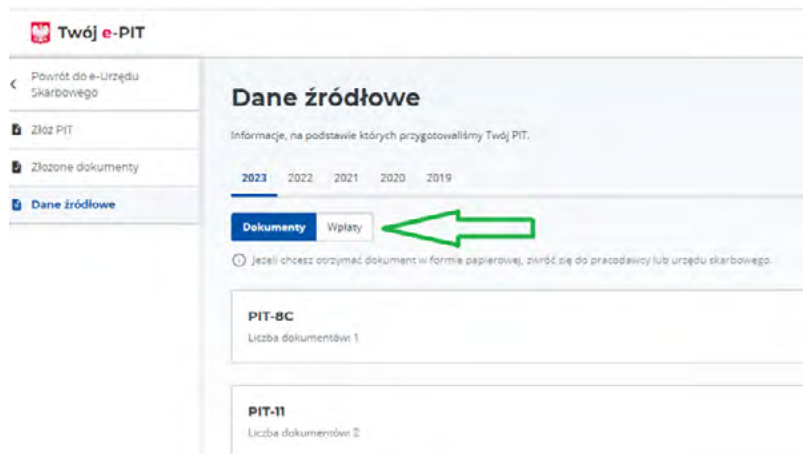 Twój e-PIT
Powrót do e-Urzędu
Skarbowego
Złóż PIT
Złożone dokumenty
Dane źródłowe
Dane źródłowe
Informacje, na podstawie których przygotowaliśmy Twój PIT.
2023 2022 2021 2020 2019
Dokumenty Wpłaty
Jeżeli chcesz otrzymać dokument w formie papierowej, zwróć się do pracodawcy lub urzędu skarbowego.
PIT-8C
Liczba dokumentów: 1
PIT-11
Liczba dokumentów: 2